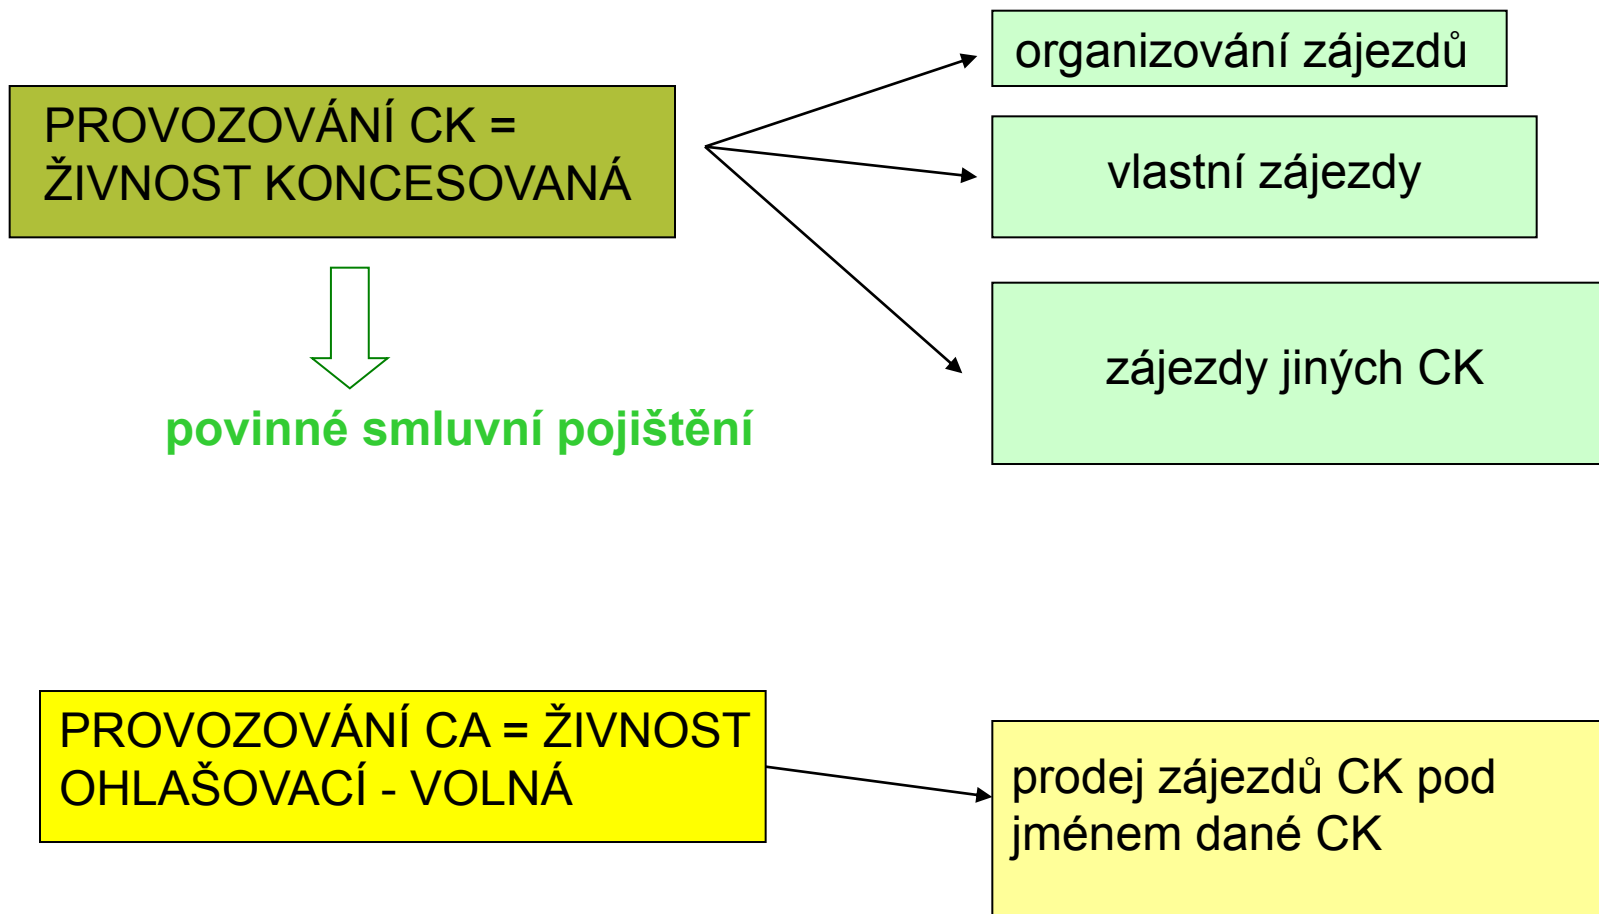 organizování zájezdů
PROVOZOVÁNÍ CK =
ŽIVNOST KONCESOVANÁ
vlastní zájezdy
zájezdy jiných CK
povinné smluvní pojištění
PROVOZOVÁNÍ CA = ŽIVNOST
OHLAŠOVACÍ - VOLNÁ
prodej zájezdů CK pod
jménem dané CK